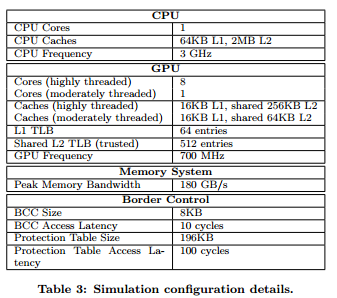 CPU
CPU Cores 1
CPU Caches 64KB L1, 2MB L2
CPU Frequency 3 GHz
GPU
Cores (highly threaded) 8
Cores (moderately threaded) 1
Caches (highly threaded) 16KB L1, shared 256KB L2
Caches (moderately threaded) 16KB L1, shared 64KB L2
L1 TLB 64 entries
Shared L2 TLB (trusted) 512 entries
GPU Frequency 700 MHz
Memory System
Peak Memory Bandwidth 180 GB/s
Border Control
BCC Size 8KB
BCC Access Latency 10 cycles
Protection Table Size 196KB
Protection Table Access La- 100 cycles
tency
Table 3: Simulation configuration details.